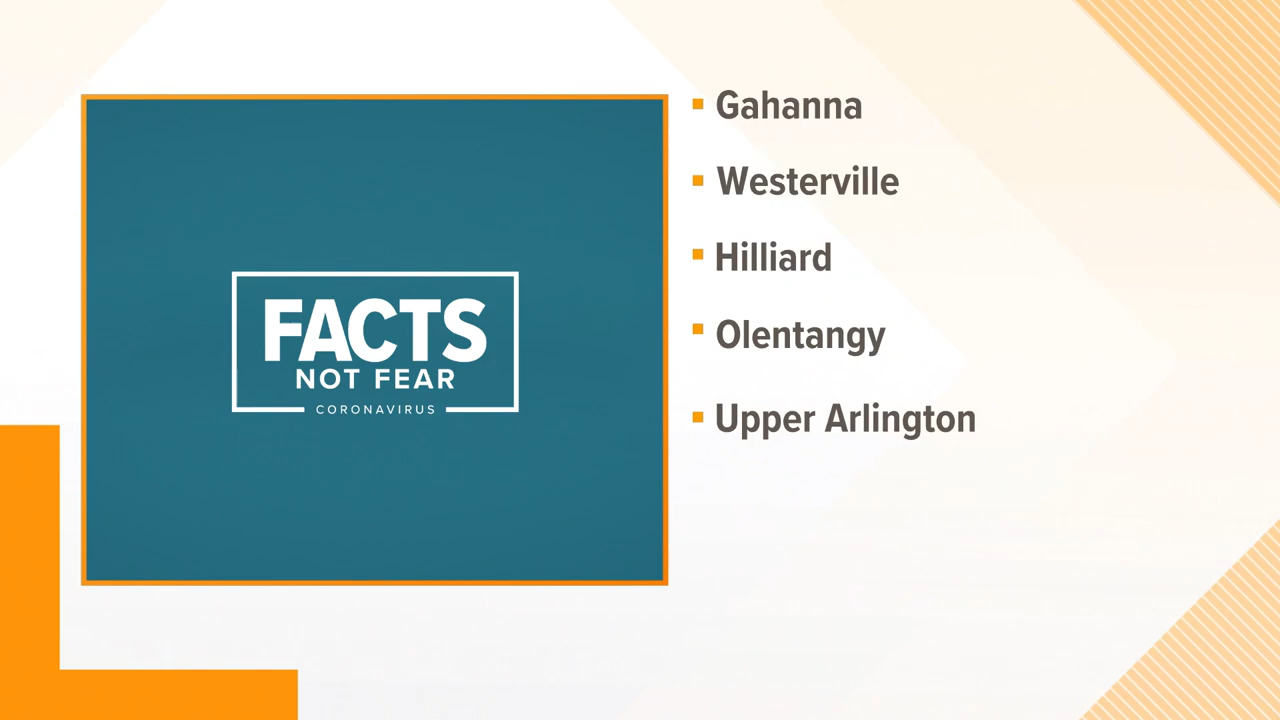 FACTS
NOT FEAR
CORONAVIRUS
Gahanna
Westerville
Hilliard
Olentangy
Upper Arlington